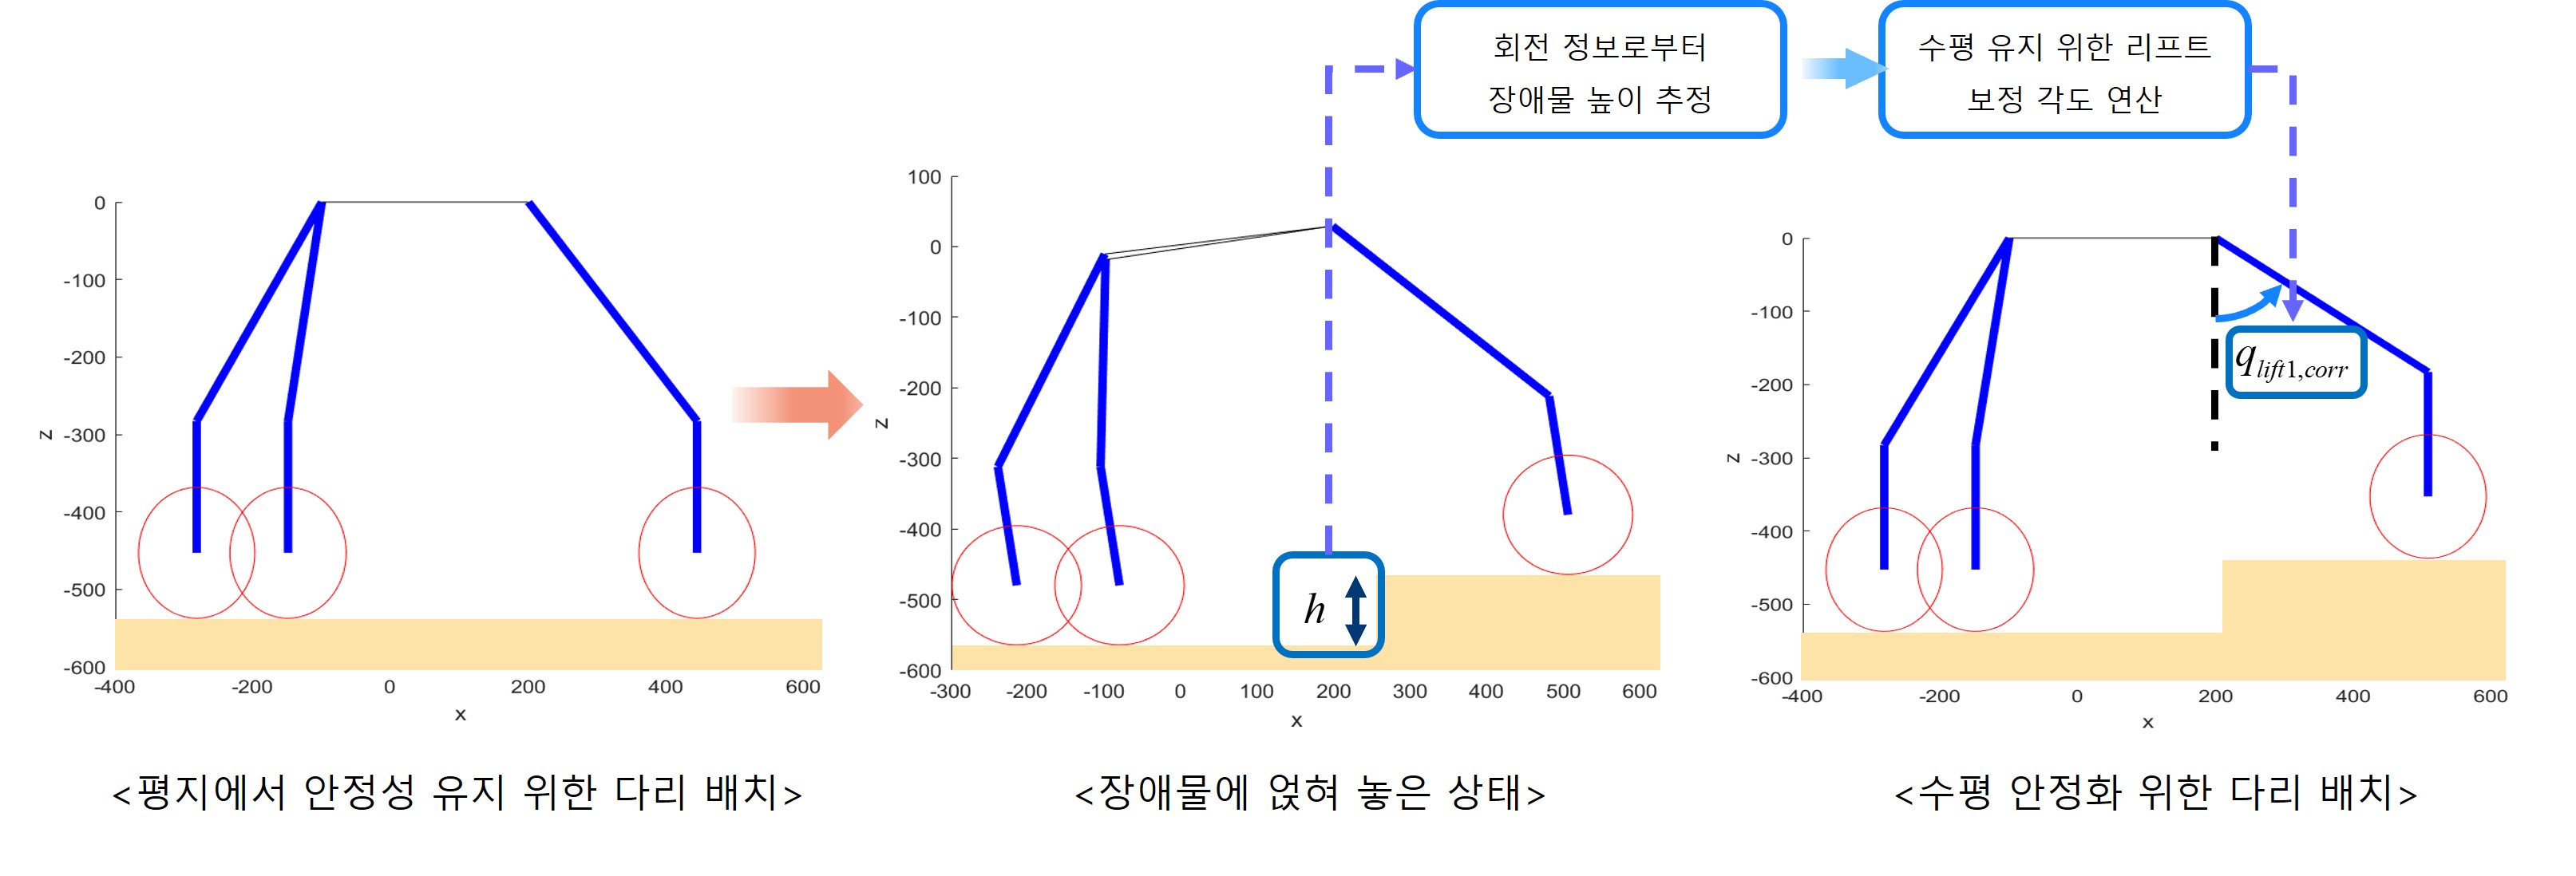 회전 정보로부터
장애물 높이 추정
수평 유지 위한 리프트
보정 각도 연산
0
-100
-200
-300
-400
-500
-600
z
-400 -200 0 200 400 600
x
100
0
-100
-200
-300
-400
-500
-600
z
h
-300 -200 -100 0 100 200 300 400 500 600
x
0
-100
-200
-300
-400
-500
-600
z
q_lift1,corr
-400 -200 0 200 400 600
x
<평지에서 안정성 유지 위한 다리 배치>
<장애물에 얹혀 놓은 상태>
<수평 안정화 위한 다리 배치>